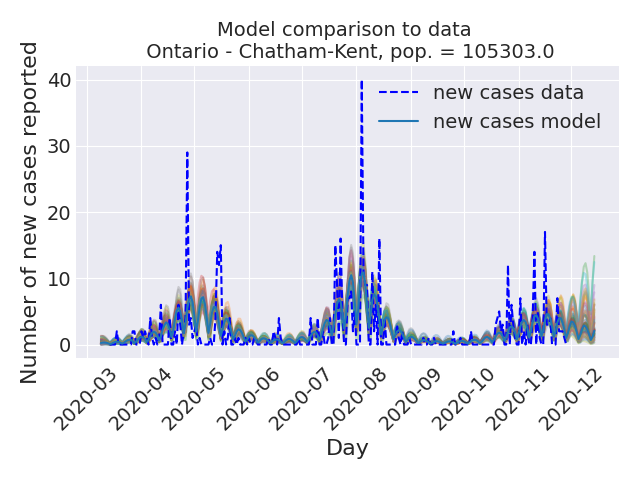 Model comparison to data
Ontario - Chatham-Kent, pop. = 105303.0
Number of new cases reported
40
30
20
10
0
new cases data
new cases model
2020-03
2020-04
2020-05
2020-06
2020-07
2020-08
2020-09
2020-10
2020-11
2020-12
Day